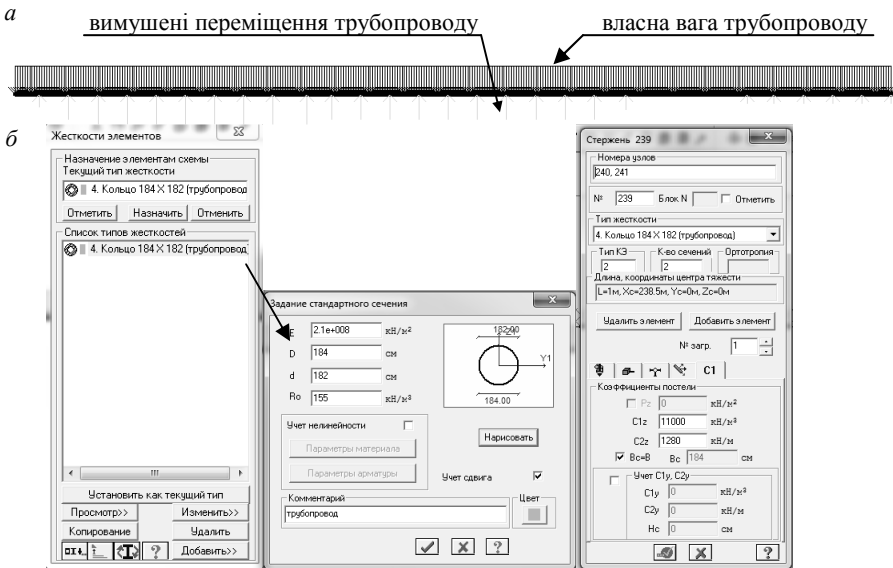 а
вимушені переміщення трубопроводу
власна вага трубопроводу
б
Жесткости элементов
Назначение элементам схемы
Текущий тип жесткости
4. Кольцо 184 X 182 (трубопровод
Отметить Назначить Отменить
Список типов жесткостей
4. Кольцо 184 X 182 (трубопровод
Установить как текущий тип
Просмотр>> Изменить>>
Копирование Удалить
Добавить>>
Задание стандартного сечения
E 2.1e+008 кН/м²
D 184 см
d 182 см
Ro 155 кН/м³
182.00
Z1
Y1
184.00
Учет нелинейности
Параметры материала
Параметры арматуры
Нарисовать
Учет сдвига
Комментарий
трубопровод
Цвет
Стержень 239
Номера узлов
240, 241
№ 239 Блок N Отметить
Тип жесткости
4. Кольцо 184 X 182 (трубопровод)
Тип КЭ К-во сечений Ортотропия
2 2
Длина, координаты центра тяжести
L=1м, Xc=238.5м, Yc=0м, Zc=0м
Удалить элемент Добавить элемент
№ загр. 1
C1
Коэффициенты постели
Pz 0 кН/м²
C1z 11000 кН/м³
C2z 1280 кН/м
Bc=B Bc 184 см
Учет C1y, C2y
C1y 0 кН/м³
C2y 0 кН/м
Hc 0 см